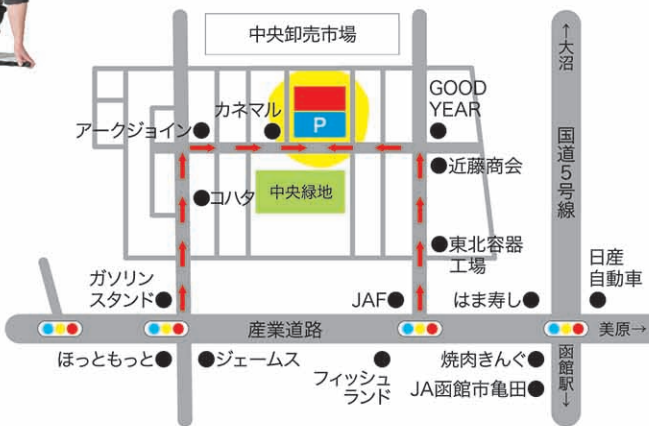 中央卸売市場
↑大沼
国道5号線
GOOD
YEAR
カネマル
アークジョイン
P
近藤商会
コハタ
中央緑地
東北容器
工場
日産
自動車
ガソリン
スタンド
JAF
はま寿し
産業道路
美原→
ほっともっと
ジェームス
フィッシュ
ランド
焼肉きんぐ
JA函館市亀田
函館駅↓